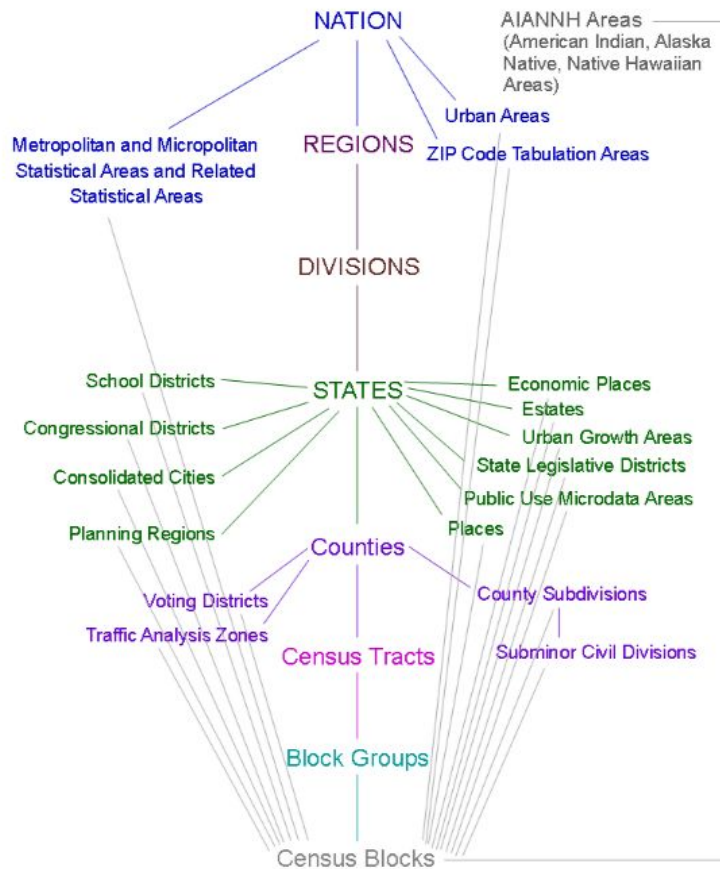 NATION
AIANNH Areas
(American Indian, Alaska
Native, Native Hawaiian
Areas)
Urban Areas
Metropolitan and Micropolitan
Statistical Areas and Related
Statistical Areas
REGIONS
ZIP Code Tabulation Areas
DIVISIONS
School Districts
STATES
Economic Places
Estates
Congressional Districts
Urban Growth Areas
Consolidated Cities
State Legislative Districts
Public Use Microdata Areas
Planning Regions
Places
Counties
Voting Districts
County Subdivisions
Traffic Analysis Zones
Census Tracts
Subminor Civil Divisions
Block Groups
Census Blocks